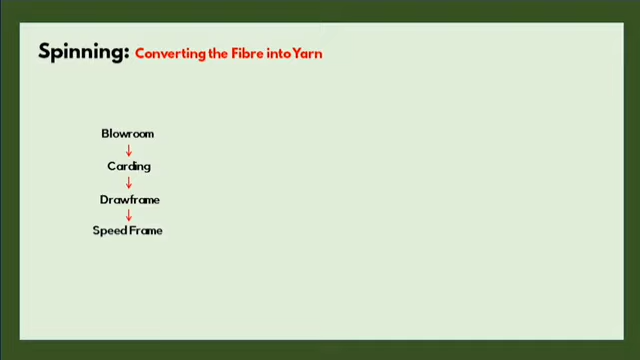 Spinning: Converting the Fibre into Yarn
Blowroom
↓
Carding
↓
Drawframe
↓
Speed Frame